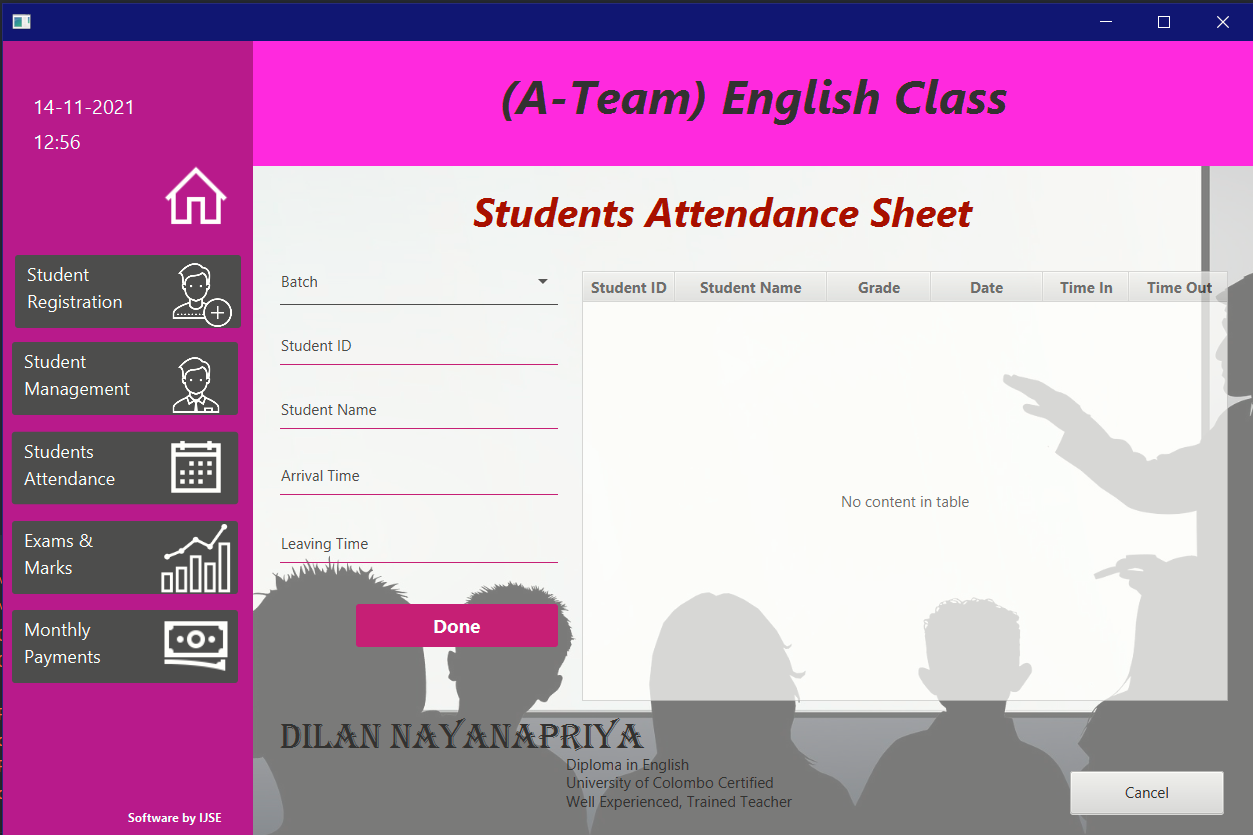 14-11-2021
12:56
(A-Team) English Class
Students Attendance Sheet
Student
Registration
Student
Management
Students
Attendance
Exams &
Marks
Monthly
Payments
Software by IJSE
Batch
Student ID
Student Name
Arrival Time
Leaving Time
Done
Student ID Student Name Grade Date Time In Time Out
No content in table
DILAN NAYANAPRIYA
Diploma in English
University of Colombo Certified
Well Experienced, Trained Teacher
Cancel